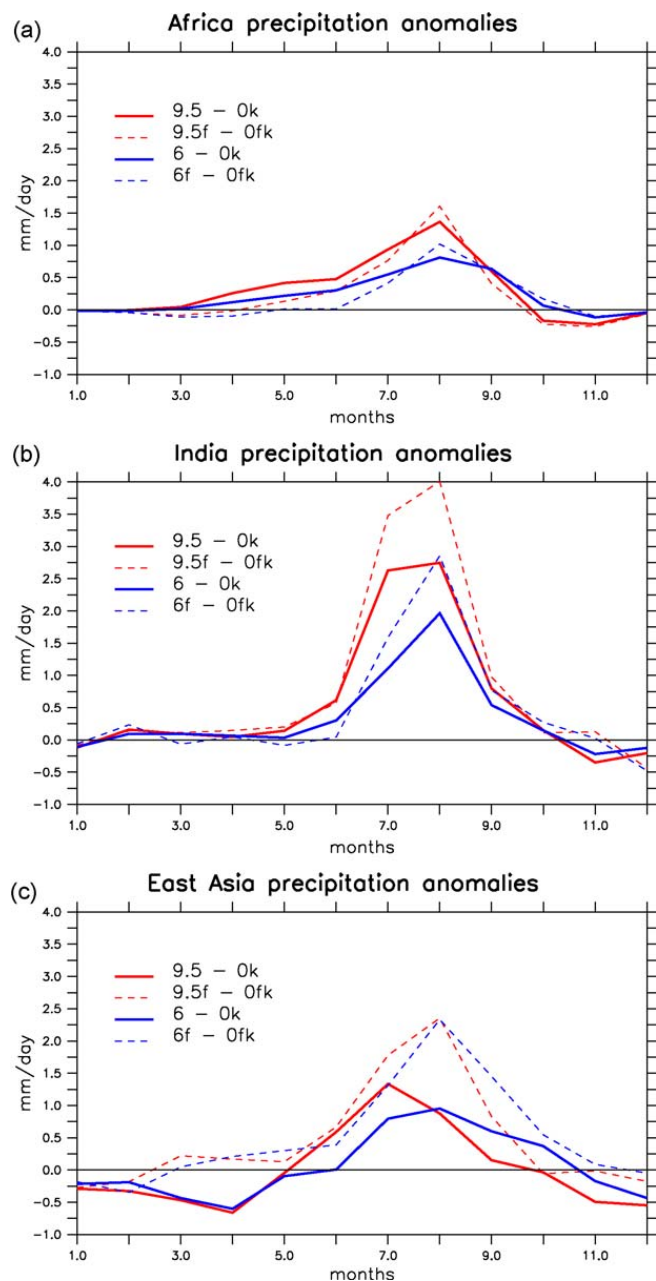 (a)
Africa precipitation anomalies
4.0
3.5
3.0
2.5
2.0
1.5
1.0
0.5
0.0
−0.5
−1.0
mm/day
9.5 − 0k
9.5f − 0fk
6 − 0k
6f − 0fk
1.0 3.0 5.0 7.0 9.0 11.0
months
(b)
India precipitation anomalies
4.0
3.5
3.0
2.5
2.0
1.5
1.0
0.5
0.0
−0.5
−1.0
mm/day
9.5 − 0k
9.5f − 0fk
6 − 0k
6f − 0fk
1.0 3.0 5.0 7.0 9.0 11.0
months
(c)
East Asia precipitation anomalies
4.0
3.5
3.0
2.5
2.0
1.5
1.0
0.5
0.0
−0.5
−1.0
mm/day
9.5 − 0k
9.5f − 0fk
6 − 0k
6f − 0fk
1.0 3.0 5.0 7.0 9.0 11.0
months